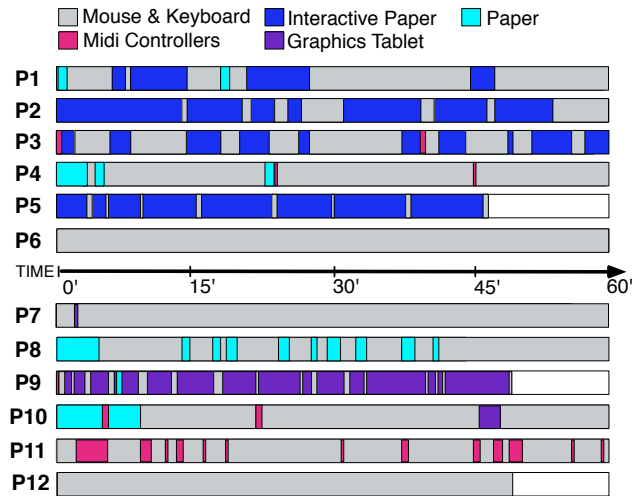 Mouse & Keyboard Interactive Paper Paper
Midi Controllers Graphics Tablet
P1
P2
P3
P4
P5
P6
TIME
0' 15' 30' 45' 60'
P7
P8
P9
P10
P11
P12